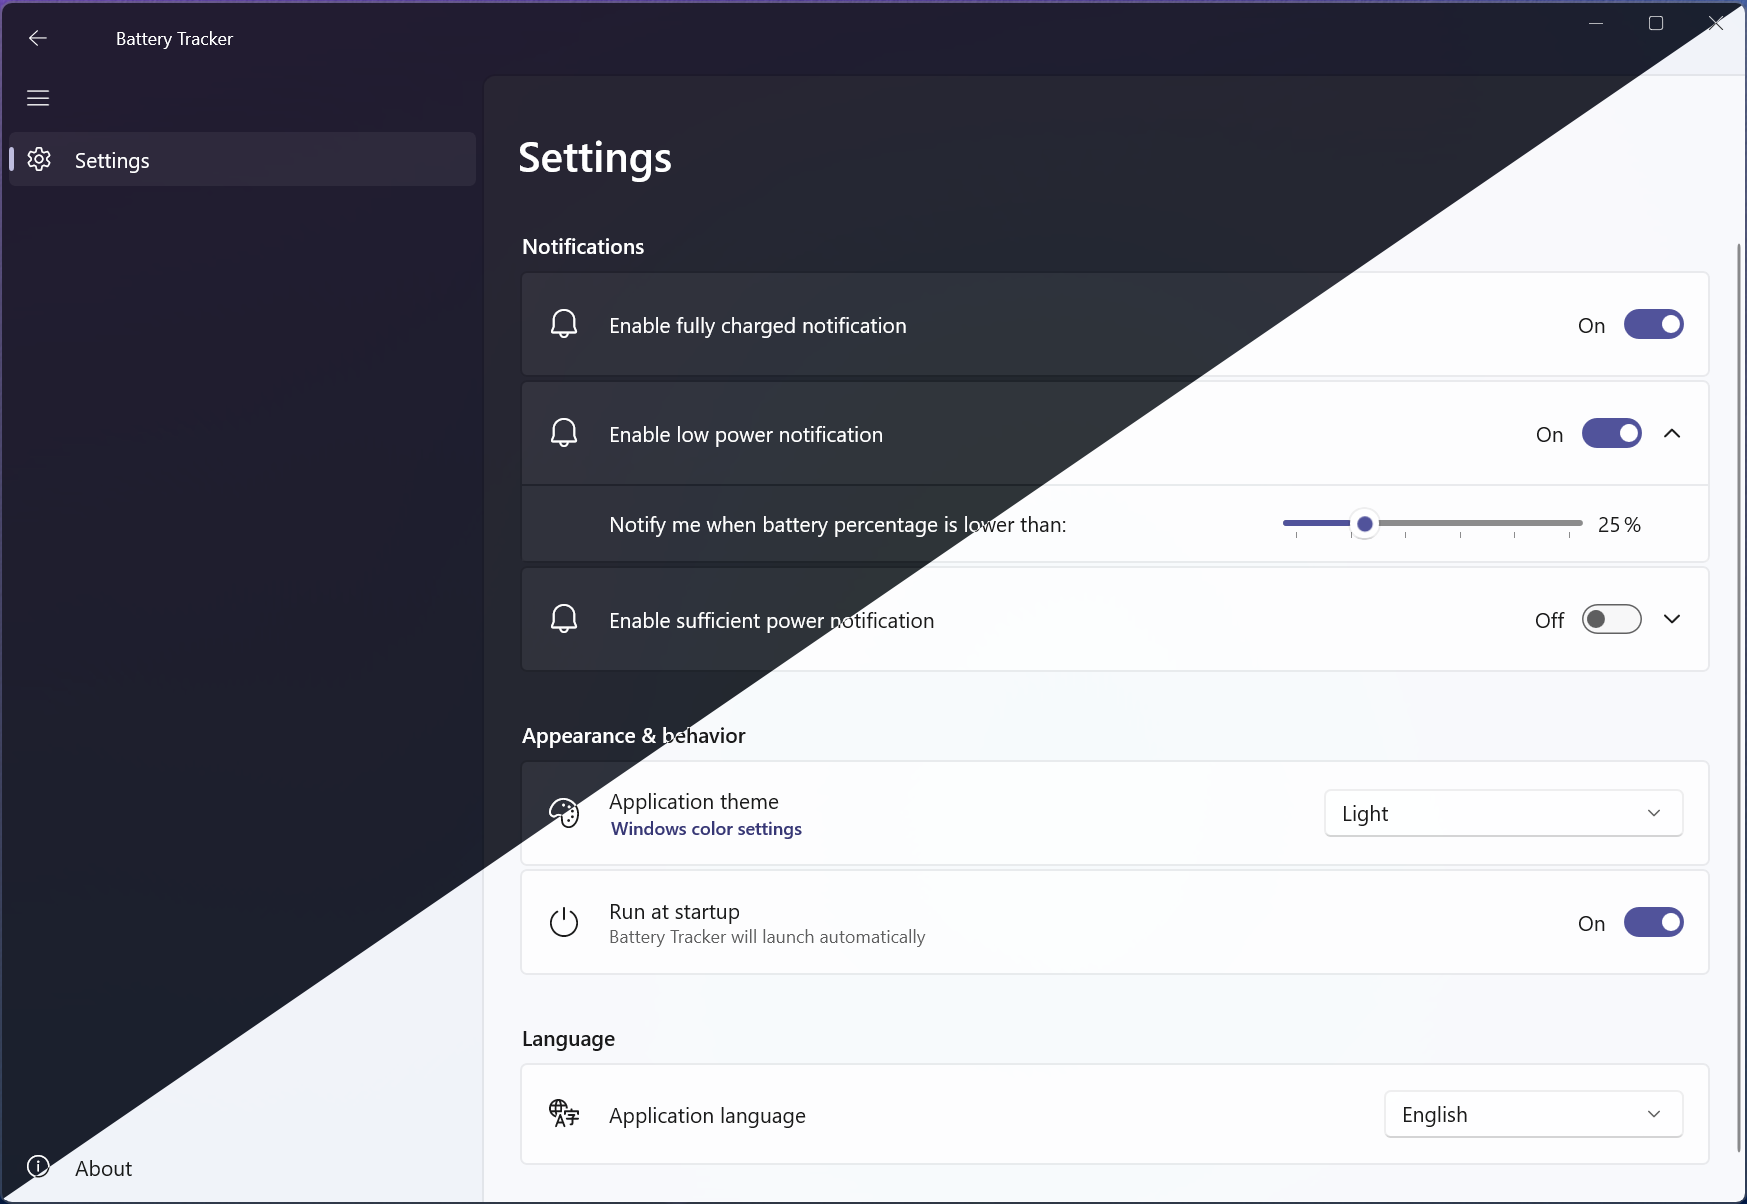 Battery Tracker
Settings
Settings
Notifications
Enable fully charged notification
On
Enable low power notification
On
Notify me when battery percentage is lower than:
25 %
Enable sufficient power notification
Off
Appearance & behavior
Application theme
Windows color settings
Light
Run at startup
Battery Tracker will launch automatically
On
Language
Application language
English
About